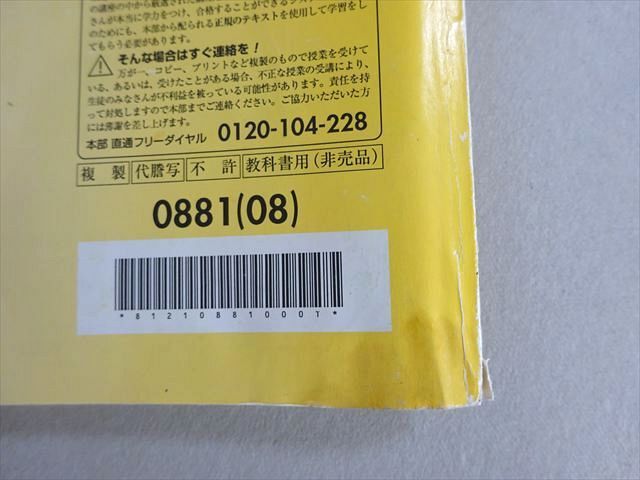 の講座の中から厳選された
さんが本当に学力をつけ、合格することができるシス
のためにも、本部から配られる正規のテキストを使用して学習をし
てもらう必要があります。
そんな場合はすぐ連絡を!
万が一、コピー、プリントなど複製のもので授業を受けて
いる、あるいは、受けたことがある場合、不正な授業の受講により、
生徒のみなさんが不利益を被っている可能性があります。責任を持
って対処しますので本部までご連絡ください。ご協力いただいた方
には薄謝を差し上げます。
本部 直通フリーダイヤル 0120-104-228
複製 代謄写 不許 教科書用(非売品)
0881(08)
*81210881000T*